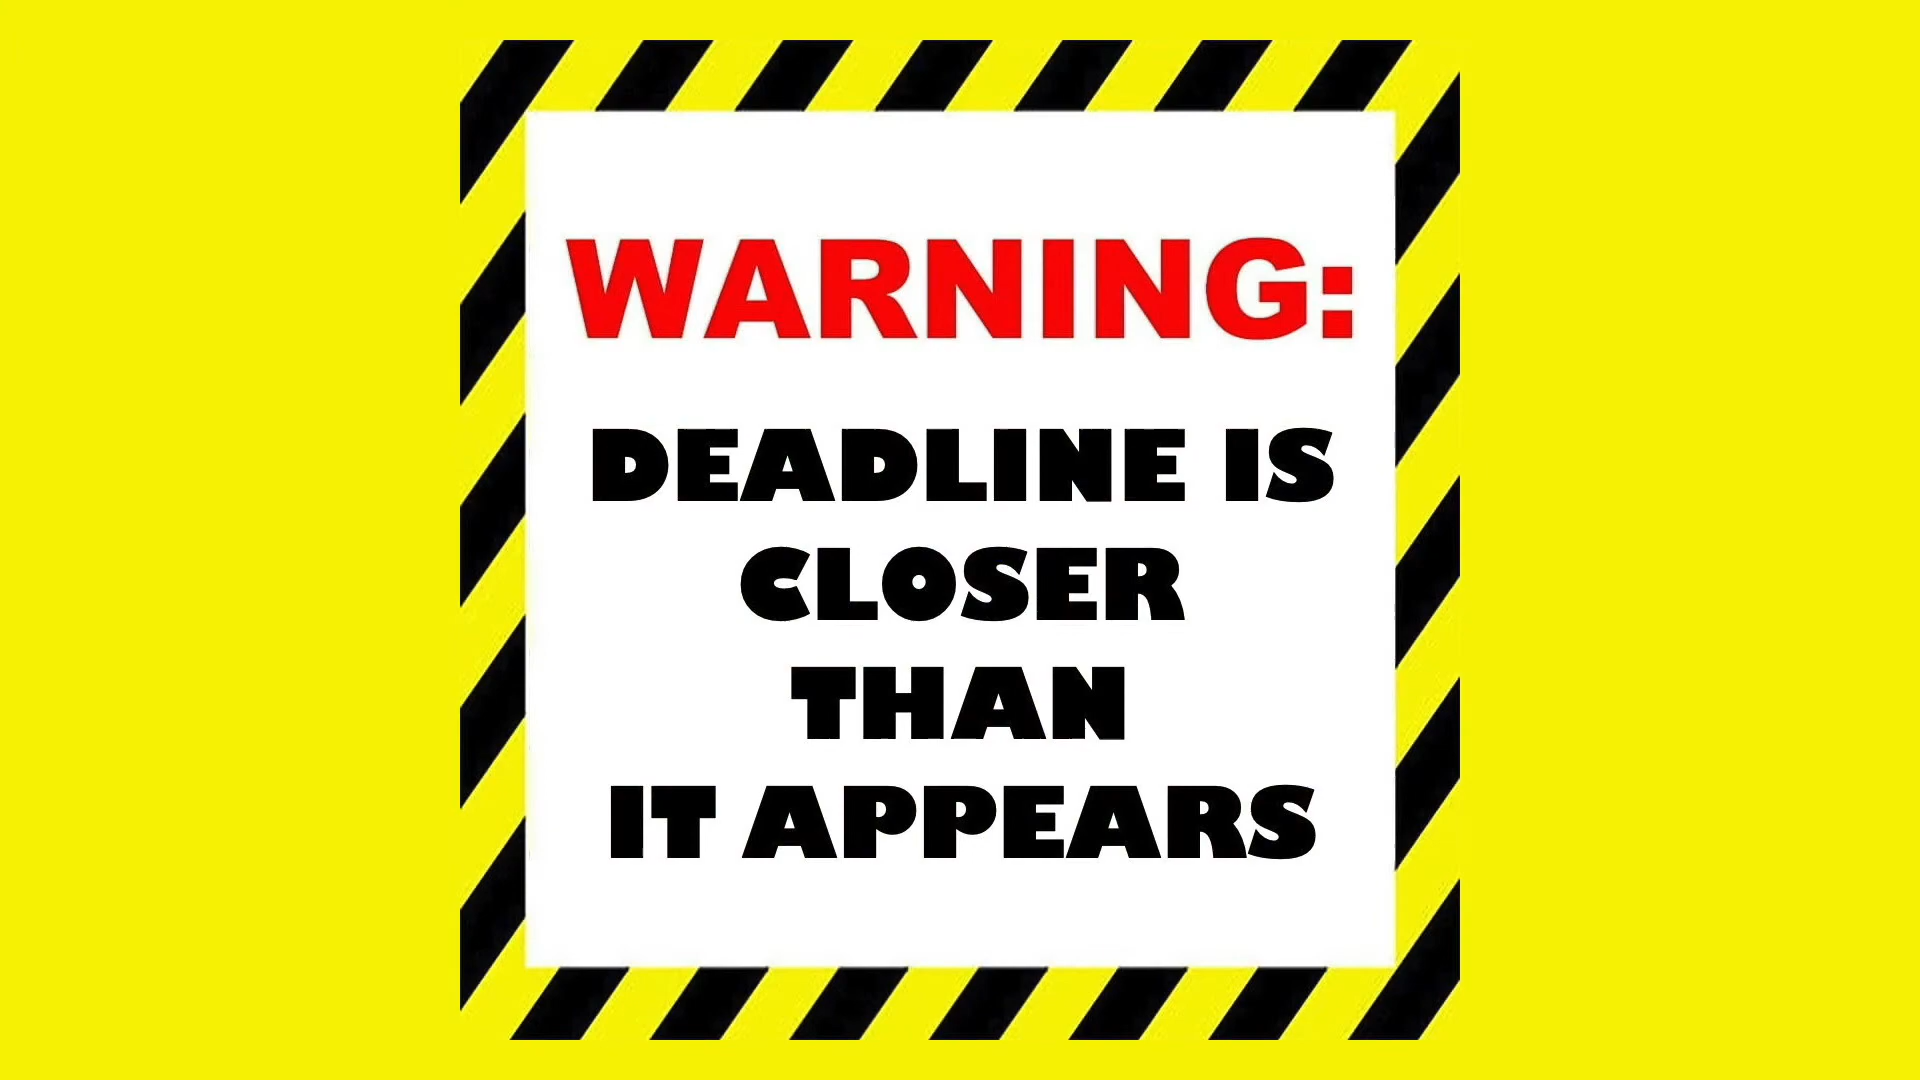 WARNING:
DEADLINE IS
CLOSER
THAN
IT APPEARS